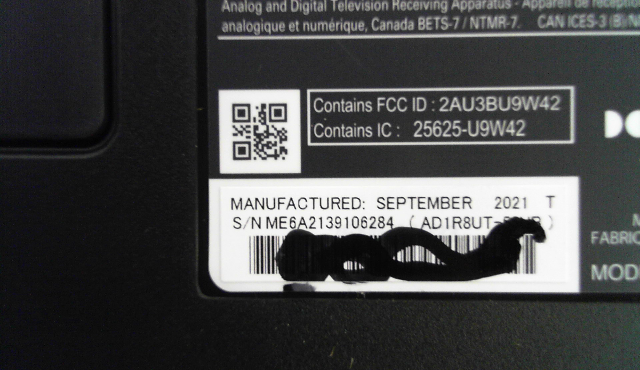 Analog and Digital Television Receiving Apparatus - Appareil de réception
analogique et numérique, Canada BETS-7 / NTMR-7. CAN ICES-3 (B)
Contains FCC ID : 2AU3BU9W42
Contains IC : 25625-U9W42
MANUFACTURED: SEPTEMBER 2021 T
S/N ME6A2139106284 ( AD1R8UT- )
FABRIC
MOD